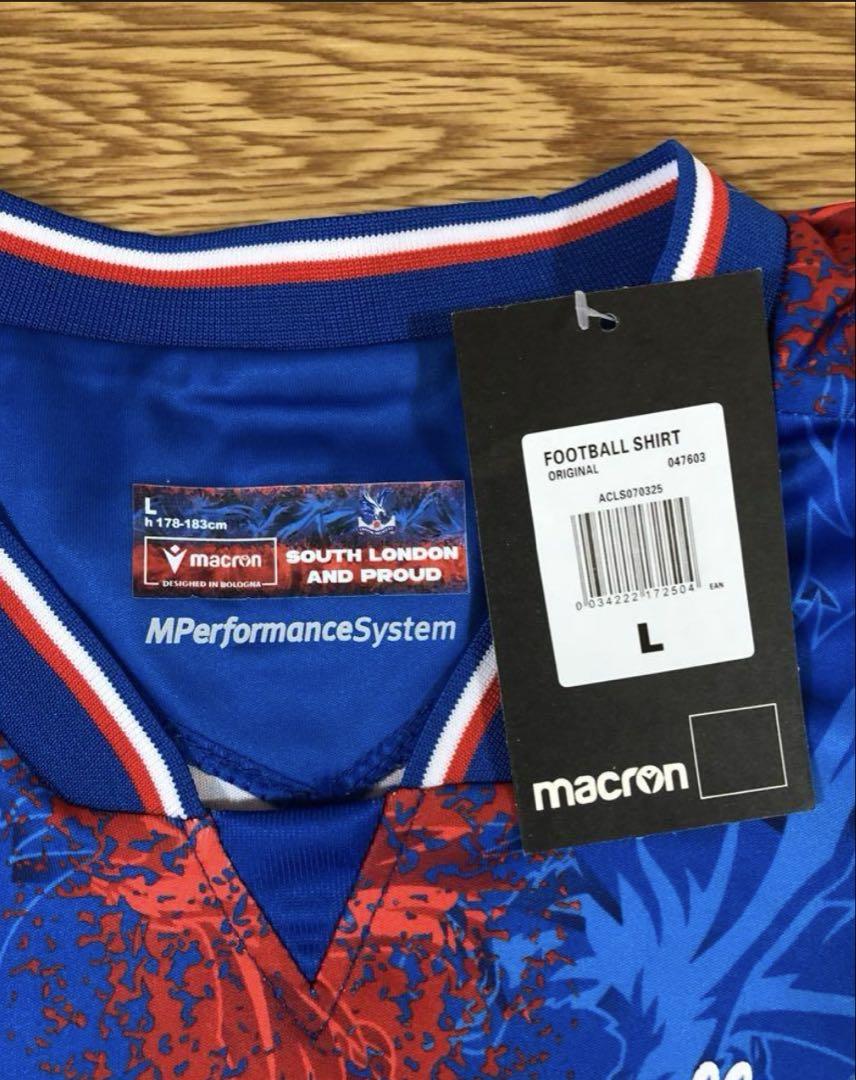 L
h 178-183cm
macron
DESIGNED IN BOLOGNA
SOUTH LONDON
AND PROUD
MPerformanceSystem
FOOTBALL SHIRT
ORIGINAL 047603
ACLS070325
0 034222 172504 EAN
L
macron